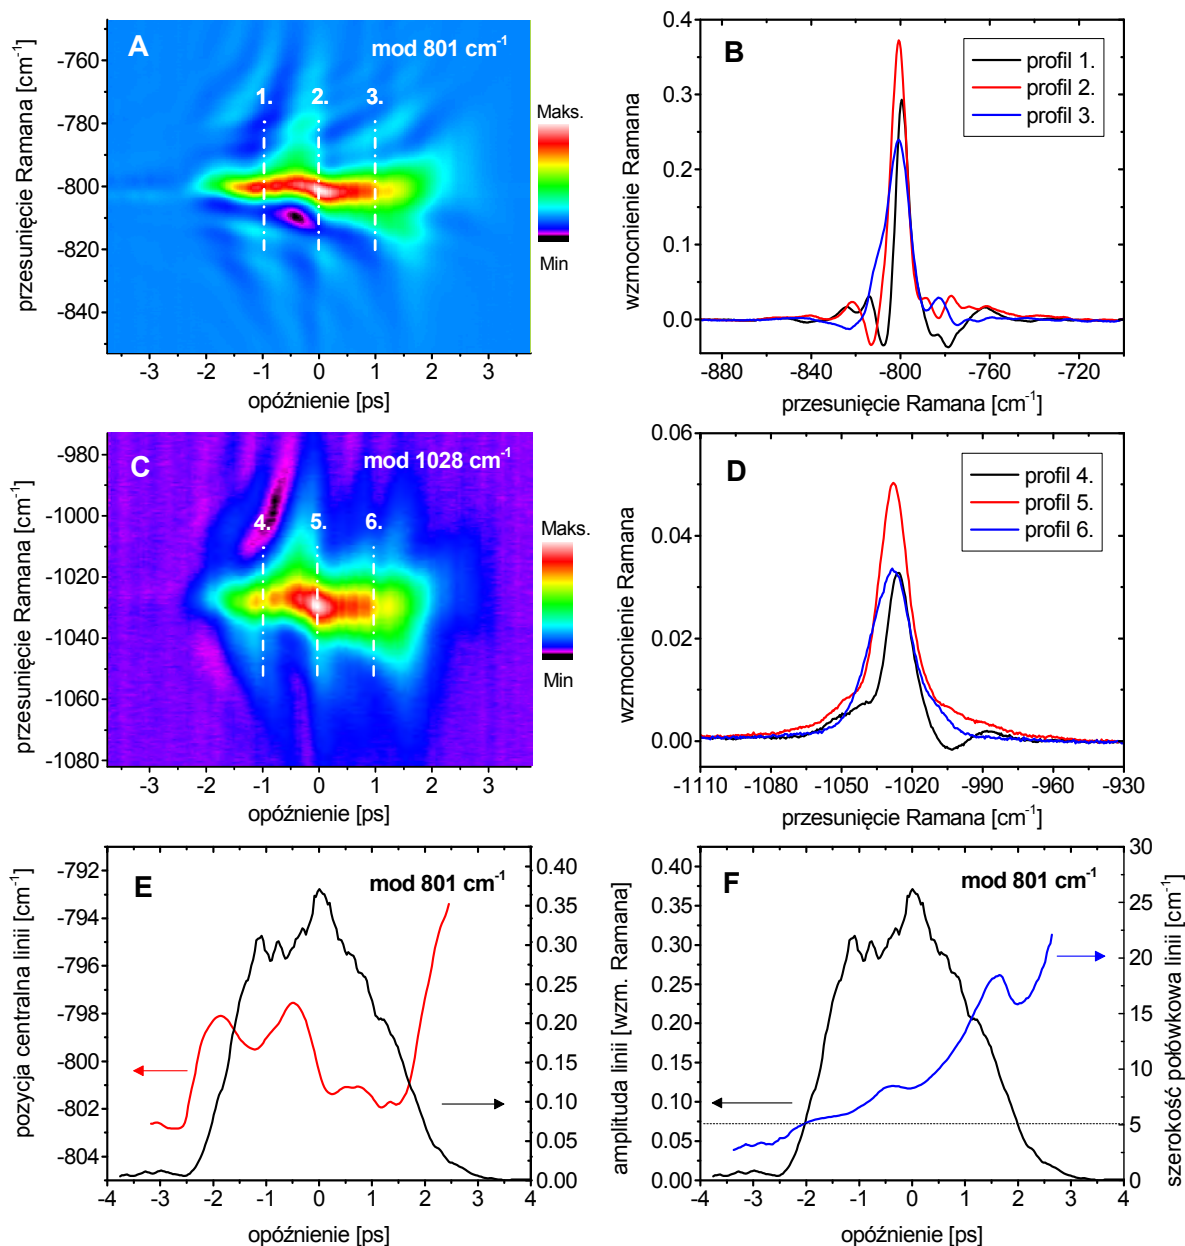 A
mod 801 cm⁻¹
1.
2.
3.
przesunięcie Ramana [cm⁻¹]
-760
-780
-800
-820
-840
-3 -2 -1 0 1 2 3
opóźnienie [ps]
Maks.
Min
B
profil 1.
profil 2.
profil 3.
wzmocnienie Ramana
0.4
0.3
0.2
0.1
0.0
-880 -840 -800 -760 -720
przesunięcie Ramana [cm⁻¹]
C
mod 1028 cm⁻¹
4.
5.
6.
przesunięcie Ramana [cm⁻¹]
-980
-1000
-1020
-1040
-1060
-1080
-3 -2 -1 0 1 2 3
opóźnienie [ps]
Maks.
Min
D
profil 4.
profil 5.
profil 6.
wzmocnienie Ramana
0.06
0.04
0.02
0.00
-1110 -1080 -1050 -1020 -990 -960 -930
przesunięcie Ramana [cm⁻¹]
E
mod 801 cm⁻¹
pozycja centralna linii [cm⁻¹]
-792
-794
-796
-798
-800
-802
-804
0.40
0.35
0.30
0.25
0.20
0.15
0.10
0.05
0.00
-4 -3 -2 -1 0 1 2 3 4
opóźnienie [ps]
F
mod 801 cm⁻¹
amplituda linii [wzm. Ramana]
0.40
0.35
0.30
0.25
0.20
0.15
0.10
0.05
0.00
30
25
20
15
10
5
0
szerokość połówkowa linii [cm⁻¹]
-4 -3 -2 -1 0 1 2 3 4
opóźnienie [ps]